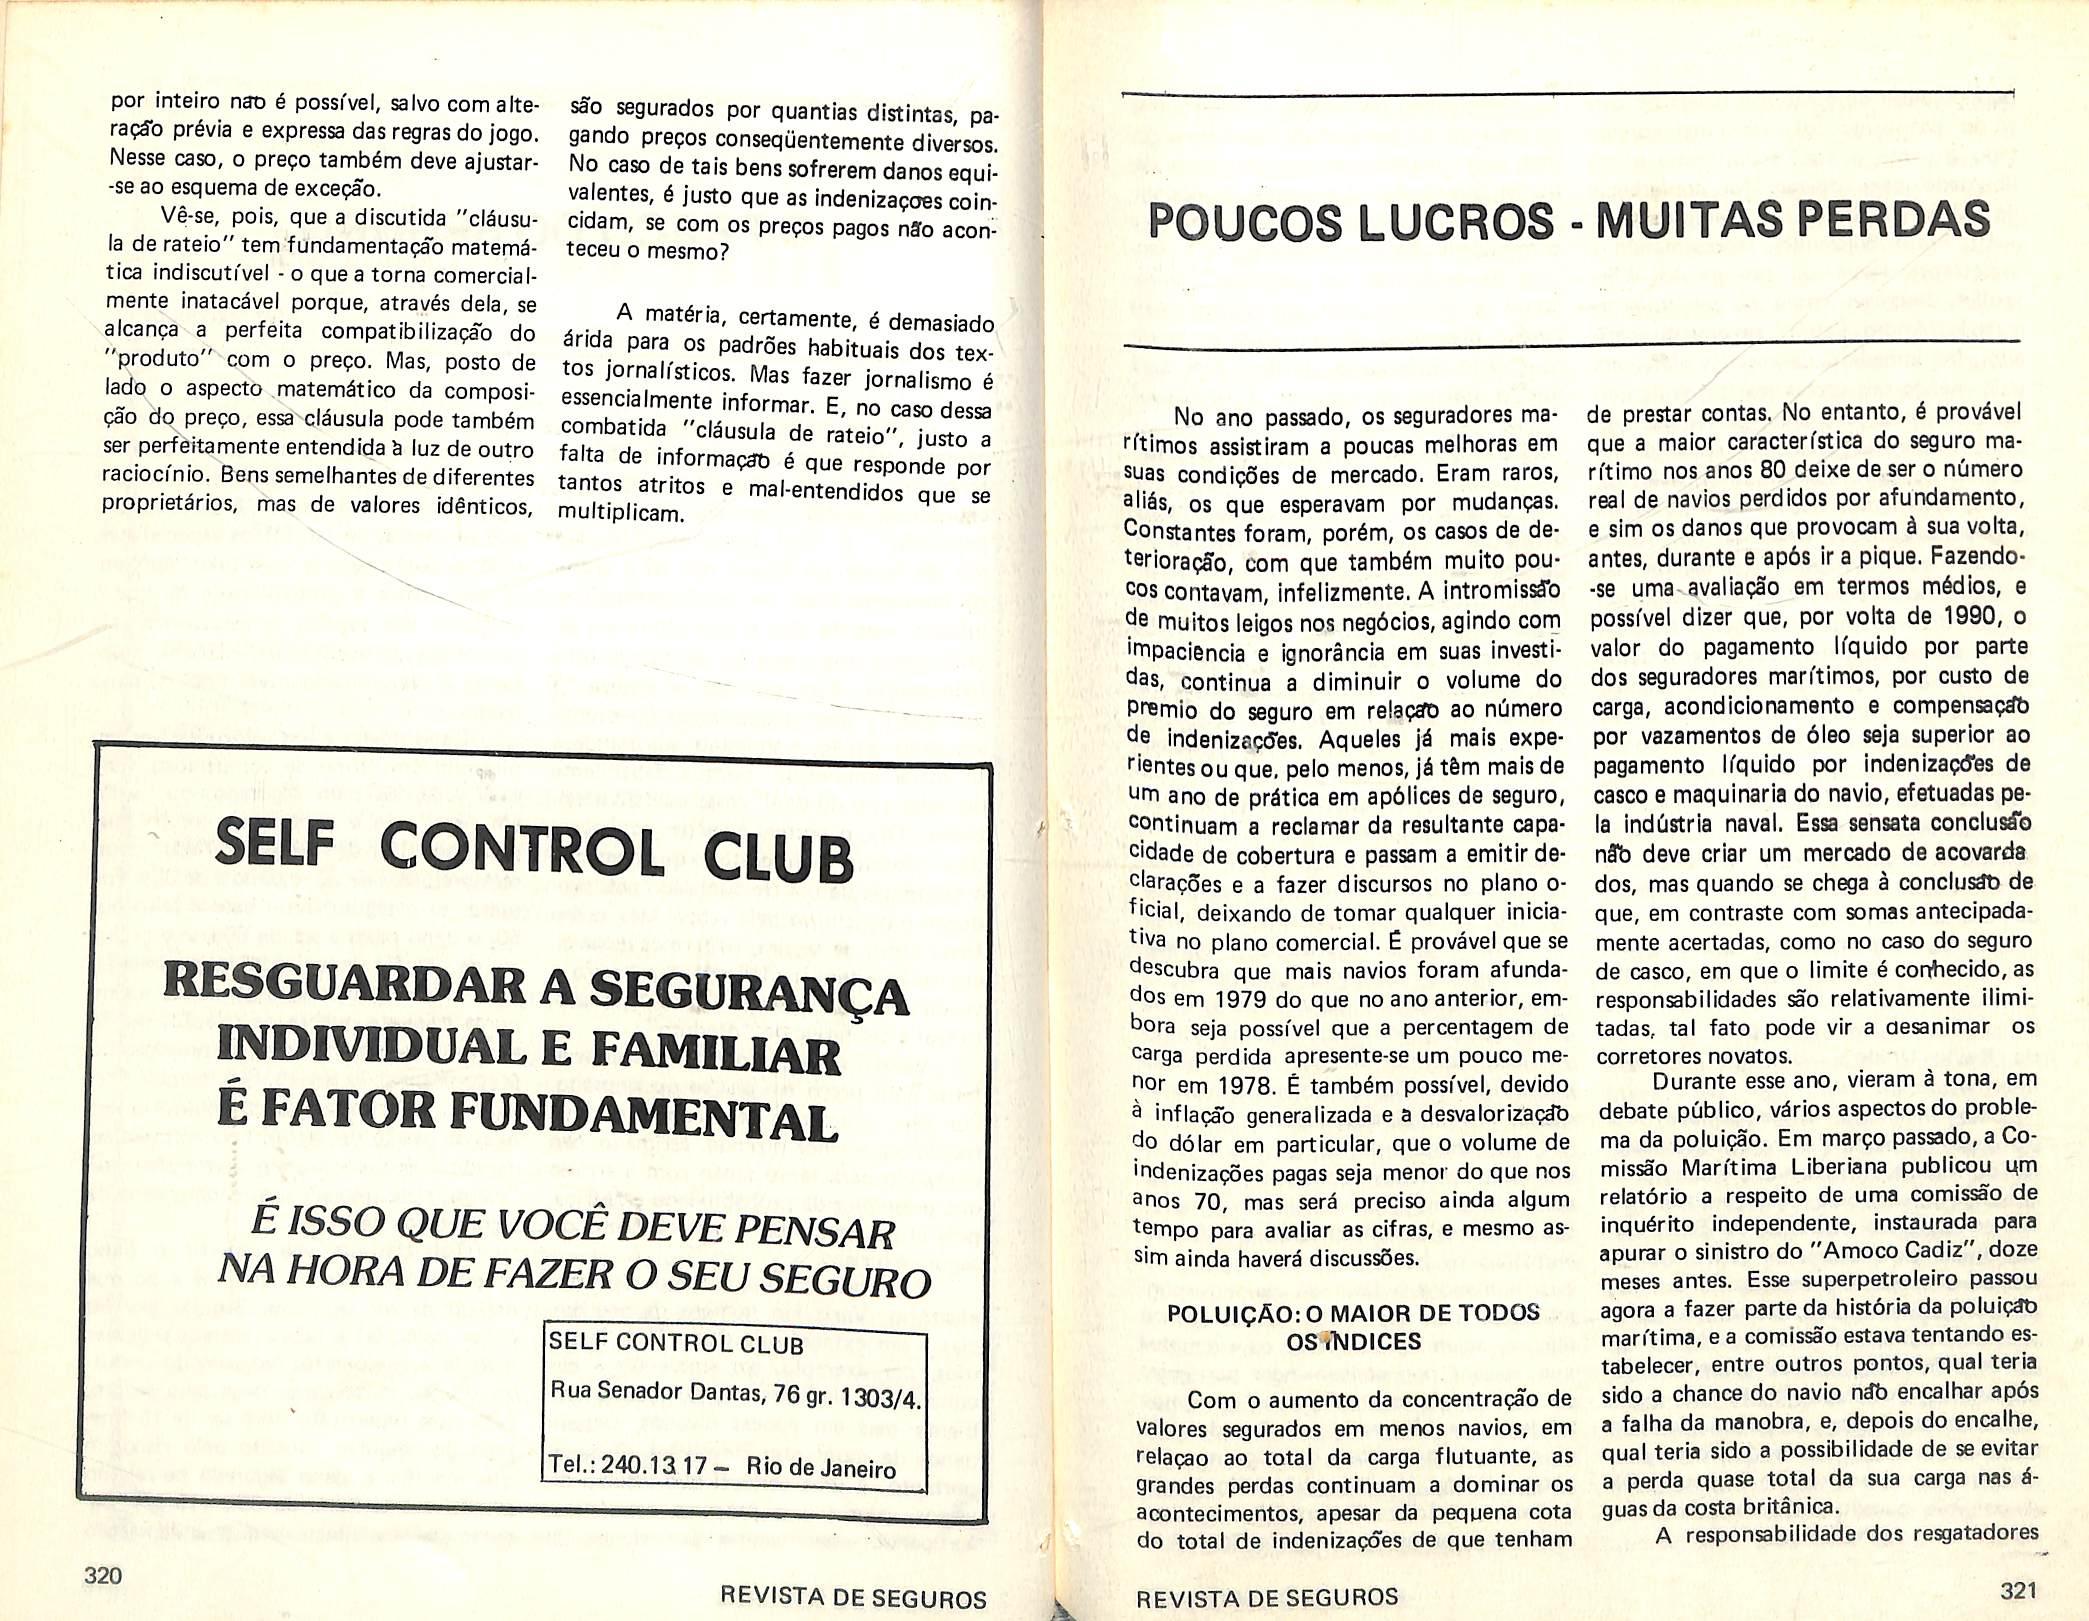 por inteiro não é possível, salvo com alte-
ração prévia e expressa das regras do jogo.
Nesse caso, o preço também deve ajustar-
-se ao esquema de exceção.
Vê-se, pois, que a discutida "cláusu-
la de rateio" tem fundamentação matemá-
tica indiscutível - o que a torna comercial-
mente inatacável porque, através dela, se
alcança a perfeita compatibilização do
"produto" com o preço. Mas, posto de
lado o aspecto matemático da composi-
ção do preço, essa cláusula pode também
ser perfeitamente entendida à luz de outro
raciocínio. Bens semelhantes de diferentes
proprietários, mas de valores idênticos,
são segurados por quantias distintas, pa-
gando preços conseqüentemente diversos.
No caso de tais bens sofrerem danos equi-
valentes, é justo que as indenizações coin-
cidam, se com os preços pagos não acon-
teceu o mesmo?
A matéria, certamente, é demasiado
árida para os padrões habituais dos tex-
tos jornalísticos. Mas fazer jornalismo é
essencialmente informar. E, no caso dessa
combatida "cláusula de rateio", justo a
falta de informação é que responde por
tantos atritos e mal-entendidos que se
multiplicam.
SELF CONTROL CLUB
RESGUARDAR A SEGURANÇA
INDIVIDUAL E FAMILIAR
É FATOR FUNDAMENTAL
É ISSO QUE VOCÊ DEVE PENSAR
NA HORA DE FAZER O SEU SEGURO
SELF CONTROL CLUB
Rua Senador Dantas, 76 gr. 1303/4.
Tel.: 240.13.17 – Rio de Janeiro
320
REVISTA DE SEGUROS
POUCOS LUCROS - MUITAS PERDAS
No ano passado, os seguradores ma-
rítimos assistiram a poucas melhoras em
suas condições de mercado. Eram raros,
aliás, os que esperavam por mudanças.
Constantes foram, porém, os casos de de-
terioração, com que também muito pou-
cos contavam, infelizmente. A intromissão
de muitos leigos nos negócios, agindo com
impaciência e ignorância em suas investi-
das, continua a diminuir o volume do
premio do seguro em relação ao número
de indenizações. Aqueles já mais expe-
rientes ou que, pelo menos, já têm mais de
um ano de prática em apólices de seguro,
continuam a reclamar da resultante capa-
cidade de cobertura e passam a emitir de-
clarações e a fazer discursos no plano o-
ficial, deixando de tomar qualquer inicia-
tiva no plano comercial. É provável que se
descubra que mais navios foram afunda-
dos em 1979 do que no ano anterior, em-
bora seja possível que a percentagem de
carga perdida apresente-se um pouco me-
nor em 1978. É também possível, devido
à inflação generalizada e a desvalorização
do dólar em particular, que o volume de
indenizações pagas seja menor do que nos
anos 70, mas será preciso ainda algum
tempo para avaliar as cifras, e mesmo as-
sim ainda haverá discussões.
POLUIÇÃO: O MAIOR DE TODOS
OS ÍNDICES
Com o aumento da concentração de
valores segurados em menos navios, em
relaçao ao total da carga flutuante, as
grandes perdas continuam a dominar os
acontecimentos, apesar da pequena cota
do total de indenizações de que tenham
de prestar contas. No entanto, é provável
que a maior característica do seguro ma-
rítimo nos anos 80 deixe de ser o número
real de navios perdidos por afundamento,
e sim os danos que provocam à sua volta,
antes, durante e após ir a pique. Fazendo-
-se uma avaliação em termos médios, e
possível dizer que, por volta de 1990, o
valor do pagamento líquido por parte
dos seguradores marítimos, por custo de
carga, acondicionamento e compensação
por vazamentos de óleo seja superior ao
pagamento líquido por indenizações de
casco e maquinaria do navio, efetuadas pe-
la indústria naval. Essa sensata conclusão
não deve criar um mercado de acovarda
dos, mas quando se chega à conclusão de
que, em contraste com somas antecipada-
mente acertadas, como no caso do seguro
de casco, em que o limite é conhecido, as
responsabilidades são relativamente ilimi-
tadas, tal fato pode vir a desanimar os
corretores novatos.
Durante esse ano, vieram à tona, em
debate público, vários aspectos do proble-
ma da poluição. Em março passado, a Co-
missão Marítima Liberiana publicou um
relatório a respeito de uma comissão de
inquérito independente, instaurada para
apurar o sinistro do "Amoco Cadiz", doze
meses antes. Esse superpetroleiro passou
agora a fazer parte da história da poluição
marítima, e a comissão estava tentando es-
tabelecer, entre outros pontos, qual teria
sido a chance do navio não encalhar após
a falha da manobra, e, depois do encalhe,
qual teria sido a possibilidade de se evitar
a perda quase total da sua carga nas á-
guas da costa britânica.
A responsabilidade dos resgatadores
REVISTA DE SEGUROS
321